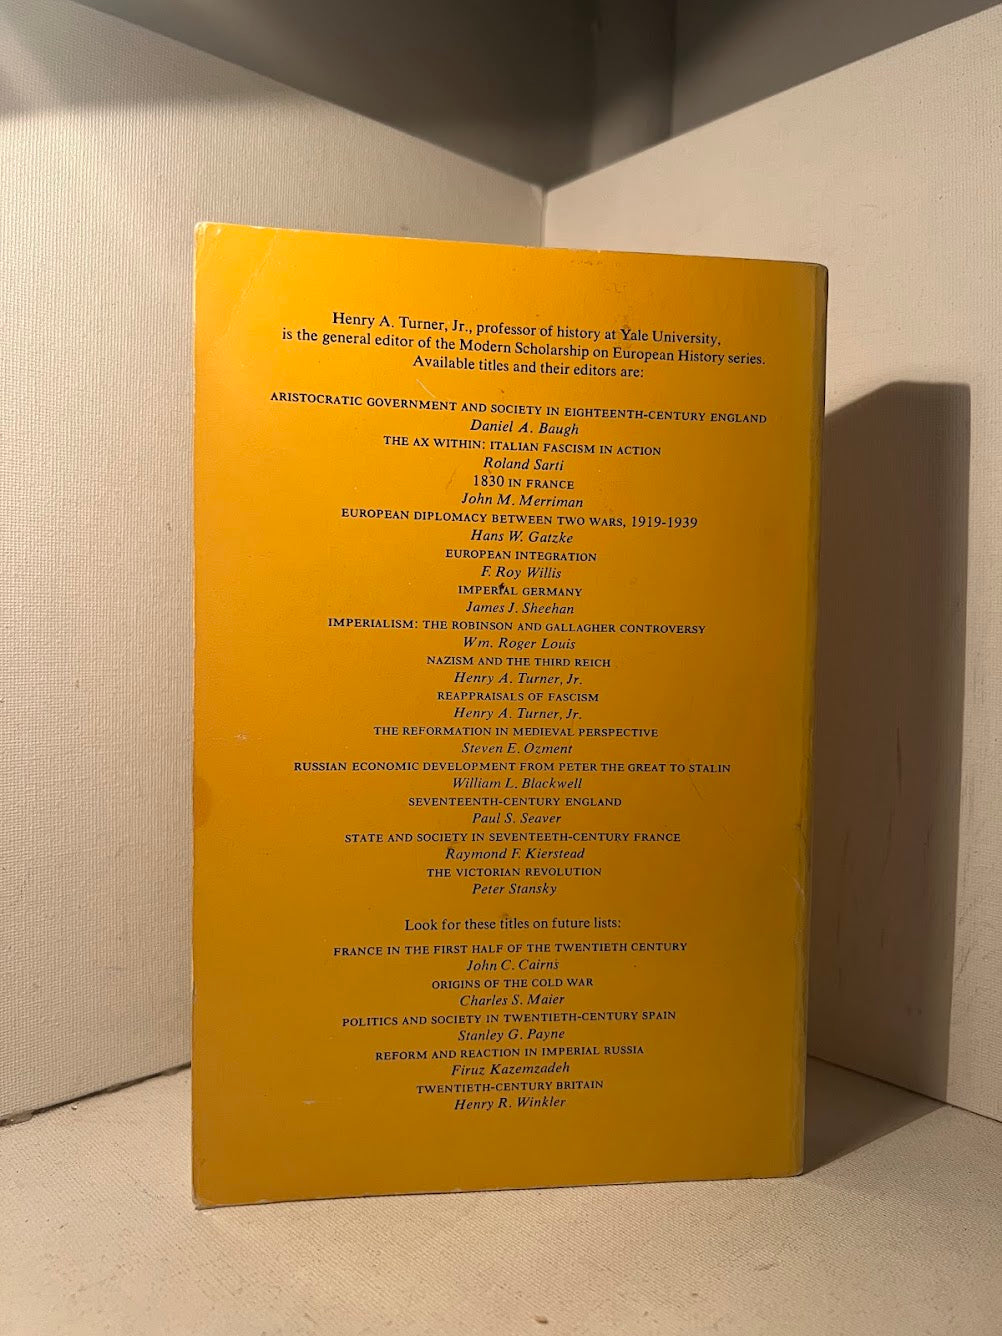 Henry A. Turner, Jr., professor of history at Yale University,
is the general editor of the Modern Scholarship on European History series.
Available titles and their editors are:
ARISTOCRATIC GOVERNMENT AND SOCIETY IN EIGHTEENTH-CENTURY ENGLAND
Daniel A. Baugh
THE AX WITHIN: ITALIAN FASCISM IN ACTION
Roland Sarti
1830 IN FRANCE
John M. Merriman
EUROPEAN DIPLOMACY BETWEEN TWO WARS, 1919-1939
Hans W. Gatzke
EUROPEAN INTEGRATION
F. Roy Willis
IMPERIAL GERMANY
James J. Sheehan
IMPERIALISM: THE ROBINSON AND GALLAGHER CONTROVERSY
Wm. Roger Louis
NAZISM AND THE THIRD REICH
Henry A. Turner, Jr.
REAPPRAISALS OF FASCISM
Henry A. Turner, Jr.
THE REFORMATION IN MEDIEVAL PERSPECTIVE
Steven E. Ozment
RUSSIAN ECONOMIC DEVELOPMENT FROM PETER THE GREAT TO STALIN
William L. Blackwell
SEVENTEENTH-CENTURY ENGLAND
Paul S. Seaver
STATE AND SOCIETY IN SEVENTEETH-CENTURY FRANCE
Raymond F. Kierstead
THE VICTORIAN REVOLUTION
Peter Stansky
Look for these titles on future lists:
FRANCE IN THE FIRST HALF OF THE TWENTIETH CENTURY
John C. Cairns
ORIGINS OF THE COLD WAR
Charles S. Maier
POLITICS AND SOCIETY IN TWENTIETH-CENTURY SPAIN
Stanley G. Payne
REFORM AND REACTION IN IMPERIAL RUSSIA
Firuz Kazemzadeh
TWENTIETH-CENTURY BRITAIN
Henry R. Winkler